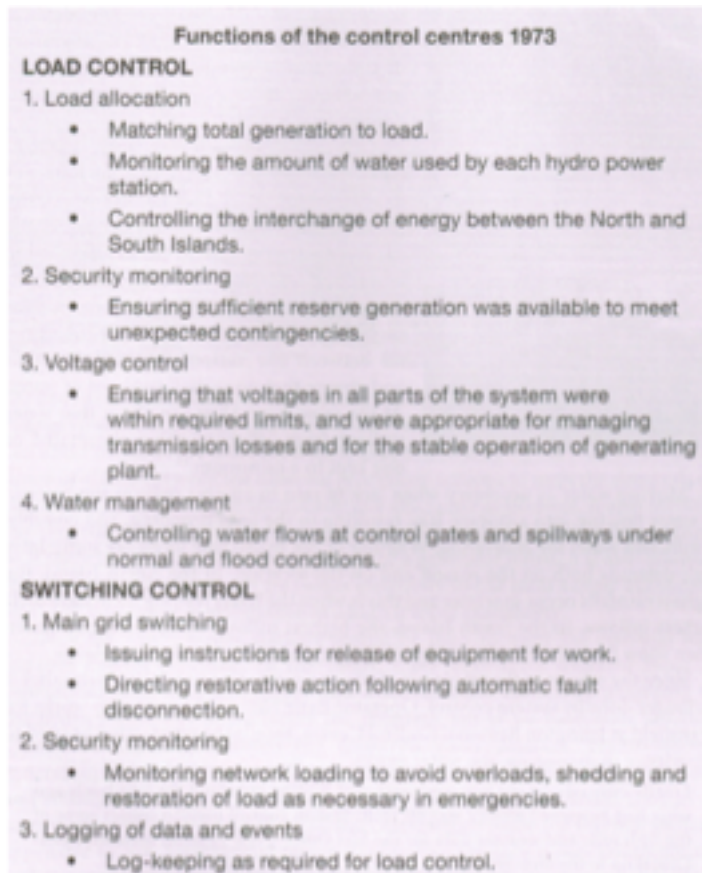 Functions of the control centres 1973
LOAD CONTROL
1. Load allocation
• Matching total generation to load.
• Monitoring the amount of water used by each hydro power
station.
• Controlling the interchange of energy between the North and
South Islands.
2. Security monitoring
• Ensuring sufficient reserve generation was available to meet
unexpected contingencies.
3. Voltage control
• Ensuring that voltages in all parts of the system were
within required limits, and were appropriate for managing
transmission losses and for the stable operation of generating
plant.
4. Water management
• Controlling water flows at control gates and spillways under
normal and flood conditions.
SWITCHING CONTROL
1. Main grid switching
• Issuing instructions for release of equipment for work.
• Directing restorative action following automatic fault
disconnection.
2. Security monitoring
• Monitoring network loading to avoid overloads, shedding and
restoration of load as necessary in emergencies.
3. Logging of data and events
• Log-keeping as required for load control.